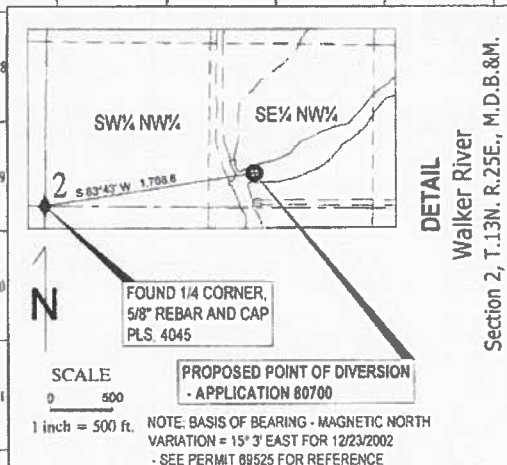 SW¼ NW¼
SE¼ NW¼
2
S 83°43' W 1,708.6
N
FOUND 1/4 CORNER,
5/8" REBAR AND CAP
PLS. 4045
PROPOSED POINT OF DIVERSION
- APPLICATION 60700
SCALE
0 500
1 inch = 500 ft.
NOTE: BASIS OF BEARING - MAGNETIC NORTH
VARIATION = 15° 3' EAST FOR 12/23/2002
- SEE PERMIT 69525 FOR REFERENCE
DETAIL
Walker River
Section 2, T.13N. R.25E., M.D.B.&M.